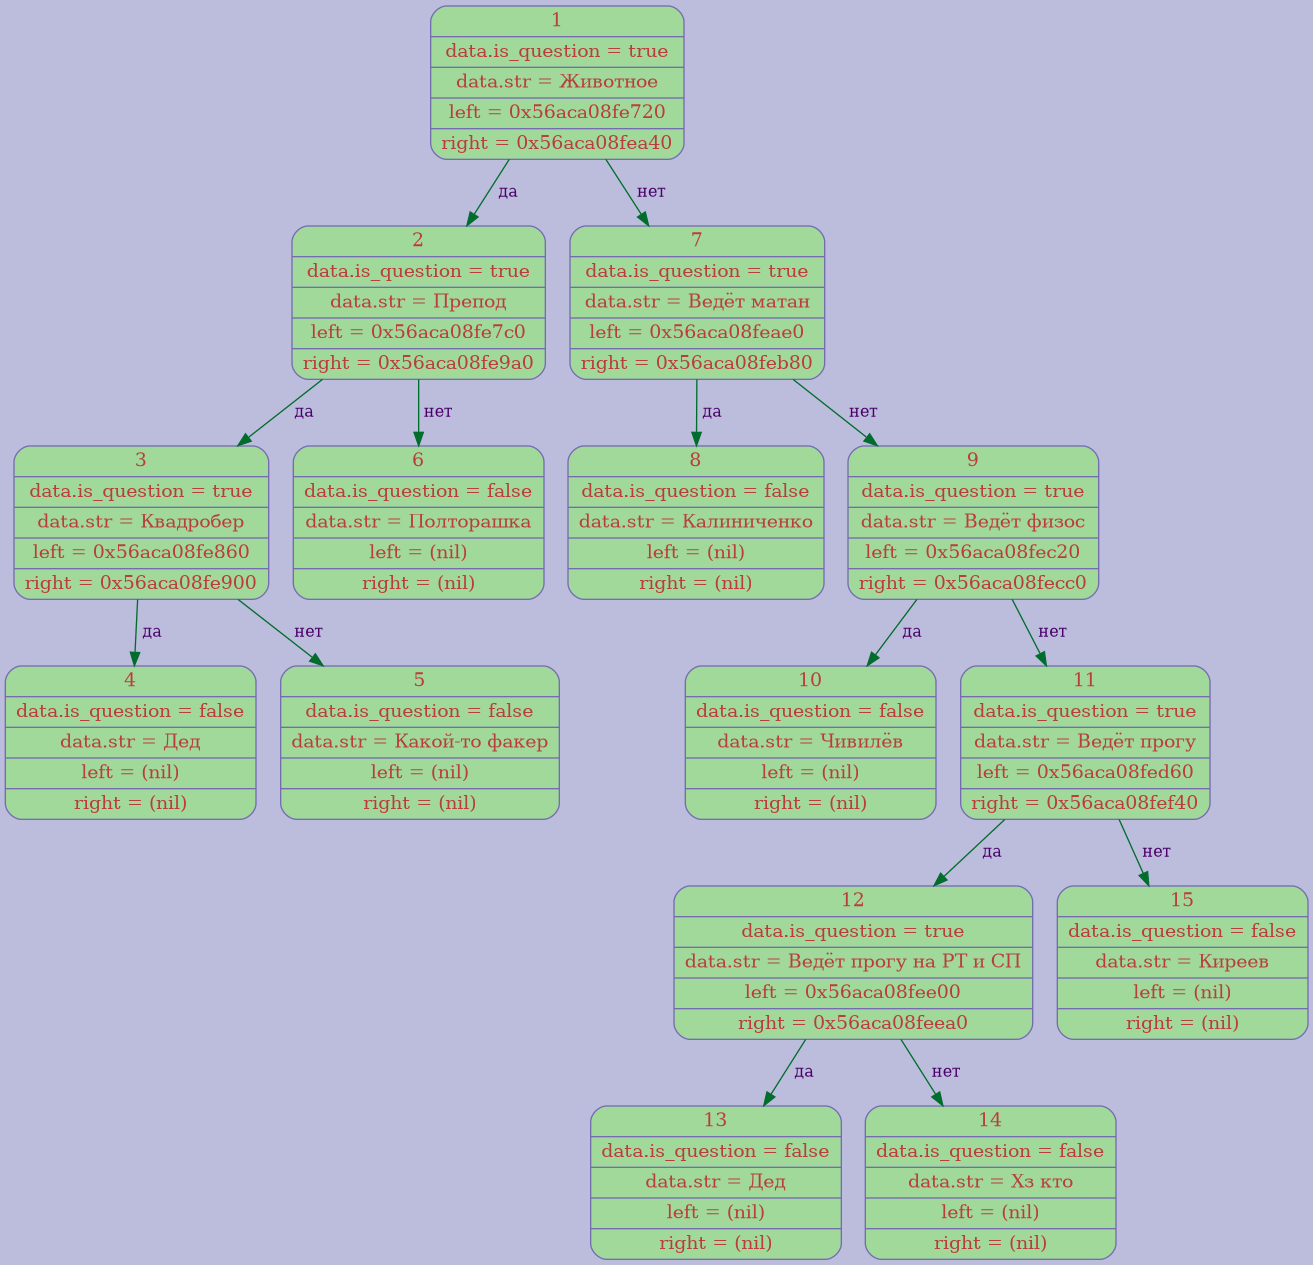 1
data.is_question = true
data.str = Животное
left = 0x56aca08fe720
right = 0x56aca08fea40
да
нет
2
data.is_question = true
data.str = Препод
left = 0x56aca08fe7c0
right = 0x56aca08fe9a0
7
data.is_question = true
data.str = Ведёт матан
left = 0x56aca08feae0
right = 0x56aca08feb80
да
нет
да
нет
3
data.is_question = true
data.str = Квадробер
left = 0x56aca08fe860
right = 0x56aca08fe900
6
data.is_question = false
data.str = Полторашка
left = (nil)
right = (nil)
8
data.is_question = false
data.str = Калиниченко
left = (nil)
right = (nil)
9
data.is_question = true
data.str = Ведёт физос
left = 0x56aca08fec20
right = 0x56aca08fecc0
да
нет
да
нет
4
data.is_question = false
data.str = Дед
left = (nil)
right = (nil)
5
data.is_question = false
data.str = Какой-то факер
left = (nil)
right = (nil)
10
data.is_question = false
data.str = Чивилёв
left = (nil)
right = (nil)
11
data.is_question = true
data.str = Ведёт прогу
left = 0x56aca08fed60
right = 0x56aca08fef40
да
нет
12
data.is_question = true
data.str = Ведёт прогу на РТ и СП
left = 0x56aca08fee00
right = 0x56aca08feea0
15
data.is_question = false
data.str = Киреев
left = (nil)
right = (nil)
да
нет
13
data.is_question = false
data.str = Дед
left = (nil)
right = (nil)
14
data.is_question = false
data.str = Хз кто
left = (nil)
right = (nil)